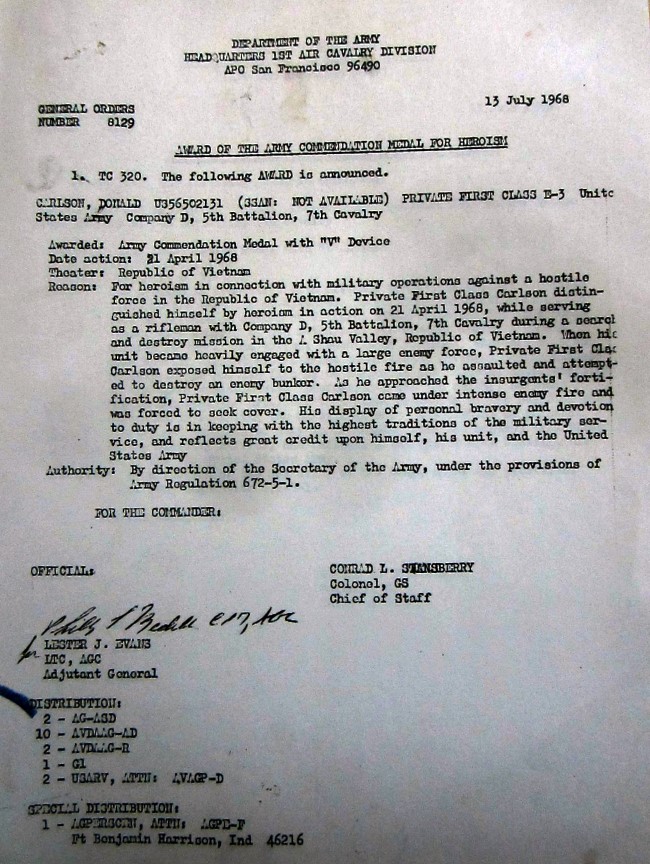 DEPARTMENT OF THE ARMY
HEADQUARTERS 1ST AIR CAVALRY DIVISION
APO San Francisco 96490
13 July 1968
GENERAL ORDERS
NUMBER 8129
AWARD OF THE ARMY COMMENDATION MEDAL FOR HEROISM
1. TC 320. The following AWARD is announced.
CARLSON, DONALD US56502131 (SSAN: NOT AVAILABLE) PRIVATE FIRST CLASS E-3 Unite
States Army Company D, 5th Battalion, 7th Cavalry
Awarded: Army Commendation Medal with "V" Device
Date action: 21 April 1968
Theater: Republic of Vietnam
Reason: For heroism in connection with military operations against a hostile
force in the Republic of Vietnam. Private First Class Carlson distin-
guished himself by heroism in action on 21 April 1968, while serving
as a rifleman with Company D, 5th Battalion, 7th Cavalry during a search
and destroy mission in the A Shau Valley, Republic of Vietnam. When his
unit became heavily engaged with a large enemy force, Private First Clas
Carlson exposed himself to the hostile fire as he assaulted and attempt-
ed to destroy an enemy bunker. As he approached the insurgents' forti-
fication, Private First Class Carlson came under intense enemy fire and
was forced to seek cover. His display of personal bravery and devotion
to duty is in keeping with the highest traditions of the military ser-
vice, and reflects great credit upon himself, his unit, and the United
States Army
Authority: By direction of the Secretary of the Army, under the provisions of
Army Regulation 672-5-1.
FOR THE COMMANDER:
OFFICIAL:
CONRAD L. STANSBERRY
Colonel, GS
Chief of Staff
for LESTER J. EVANS
LTC, AGC
Adjutant General
DISTRIBUTION:
2 - AG-ASD
10 - AVDAAG-AD
2 - AVDAAG-R
1 - G1
2 - USARV, ATTN: AVAGP-D
SPECIAL DISTRIBUTION:
1 - AGPERSCEN, ATTN: AGPE-F
Ft Benjamin Harrison, Ind 46216